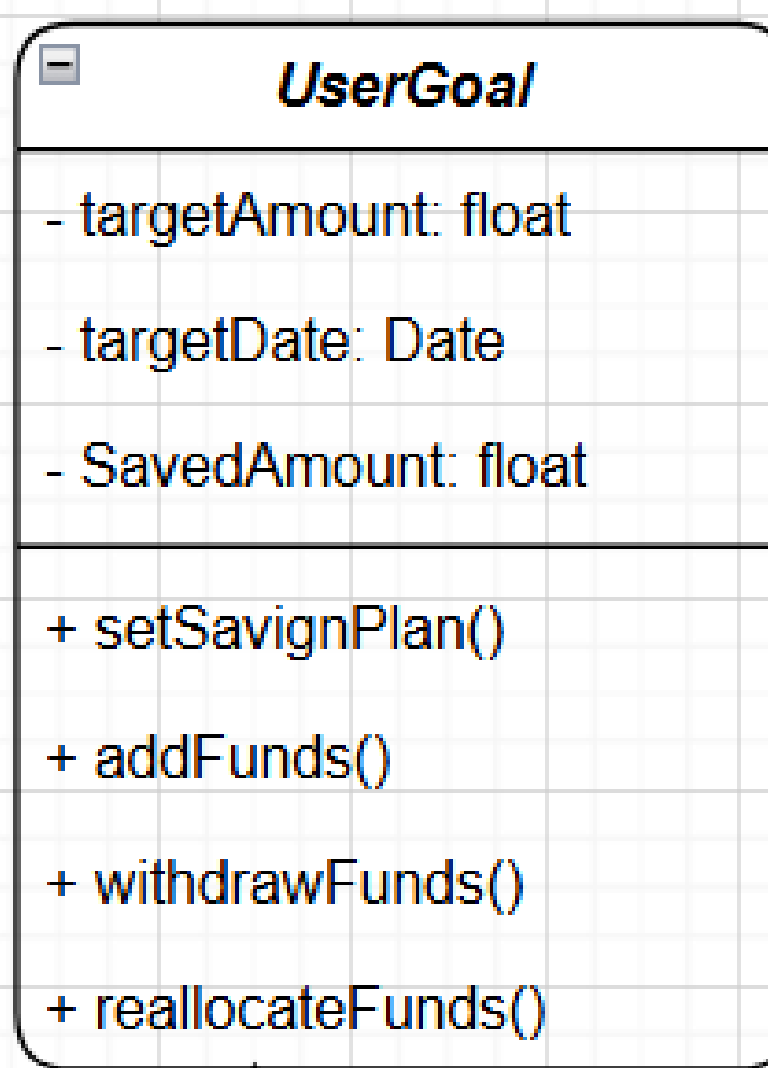 UserGoal
- targetAmount: float
- targetDate: Date
- SavedAmount: float
+ setSavignPlan()
+ addFunds()
+ withdrawFunds()
+ reallocateFunds()